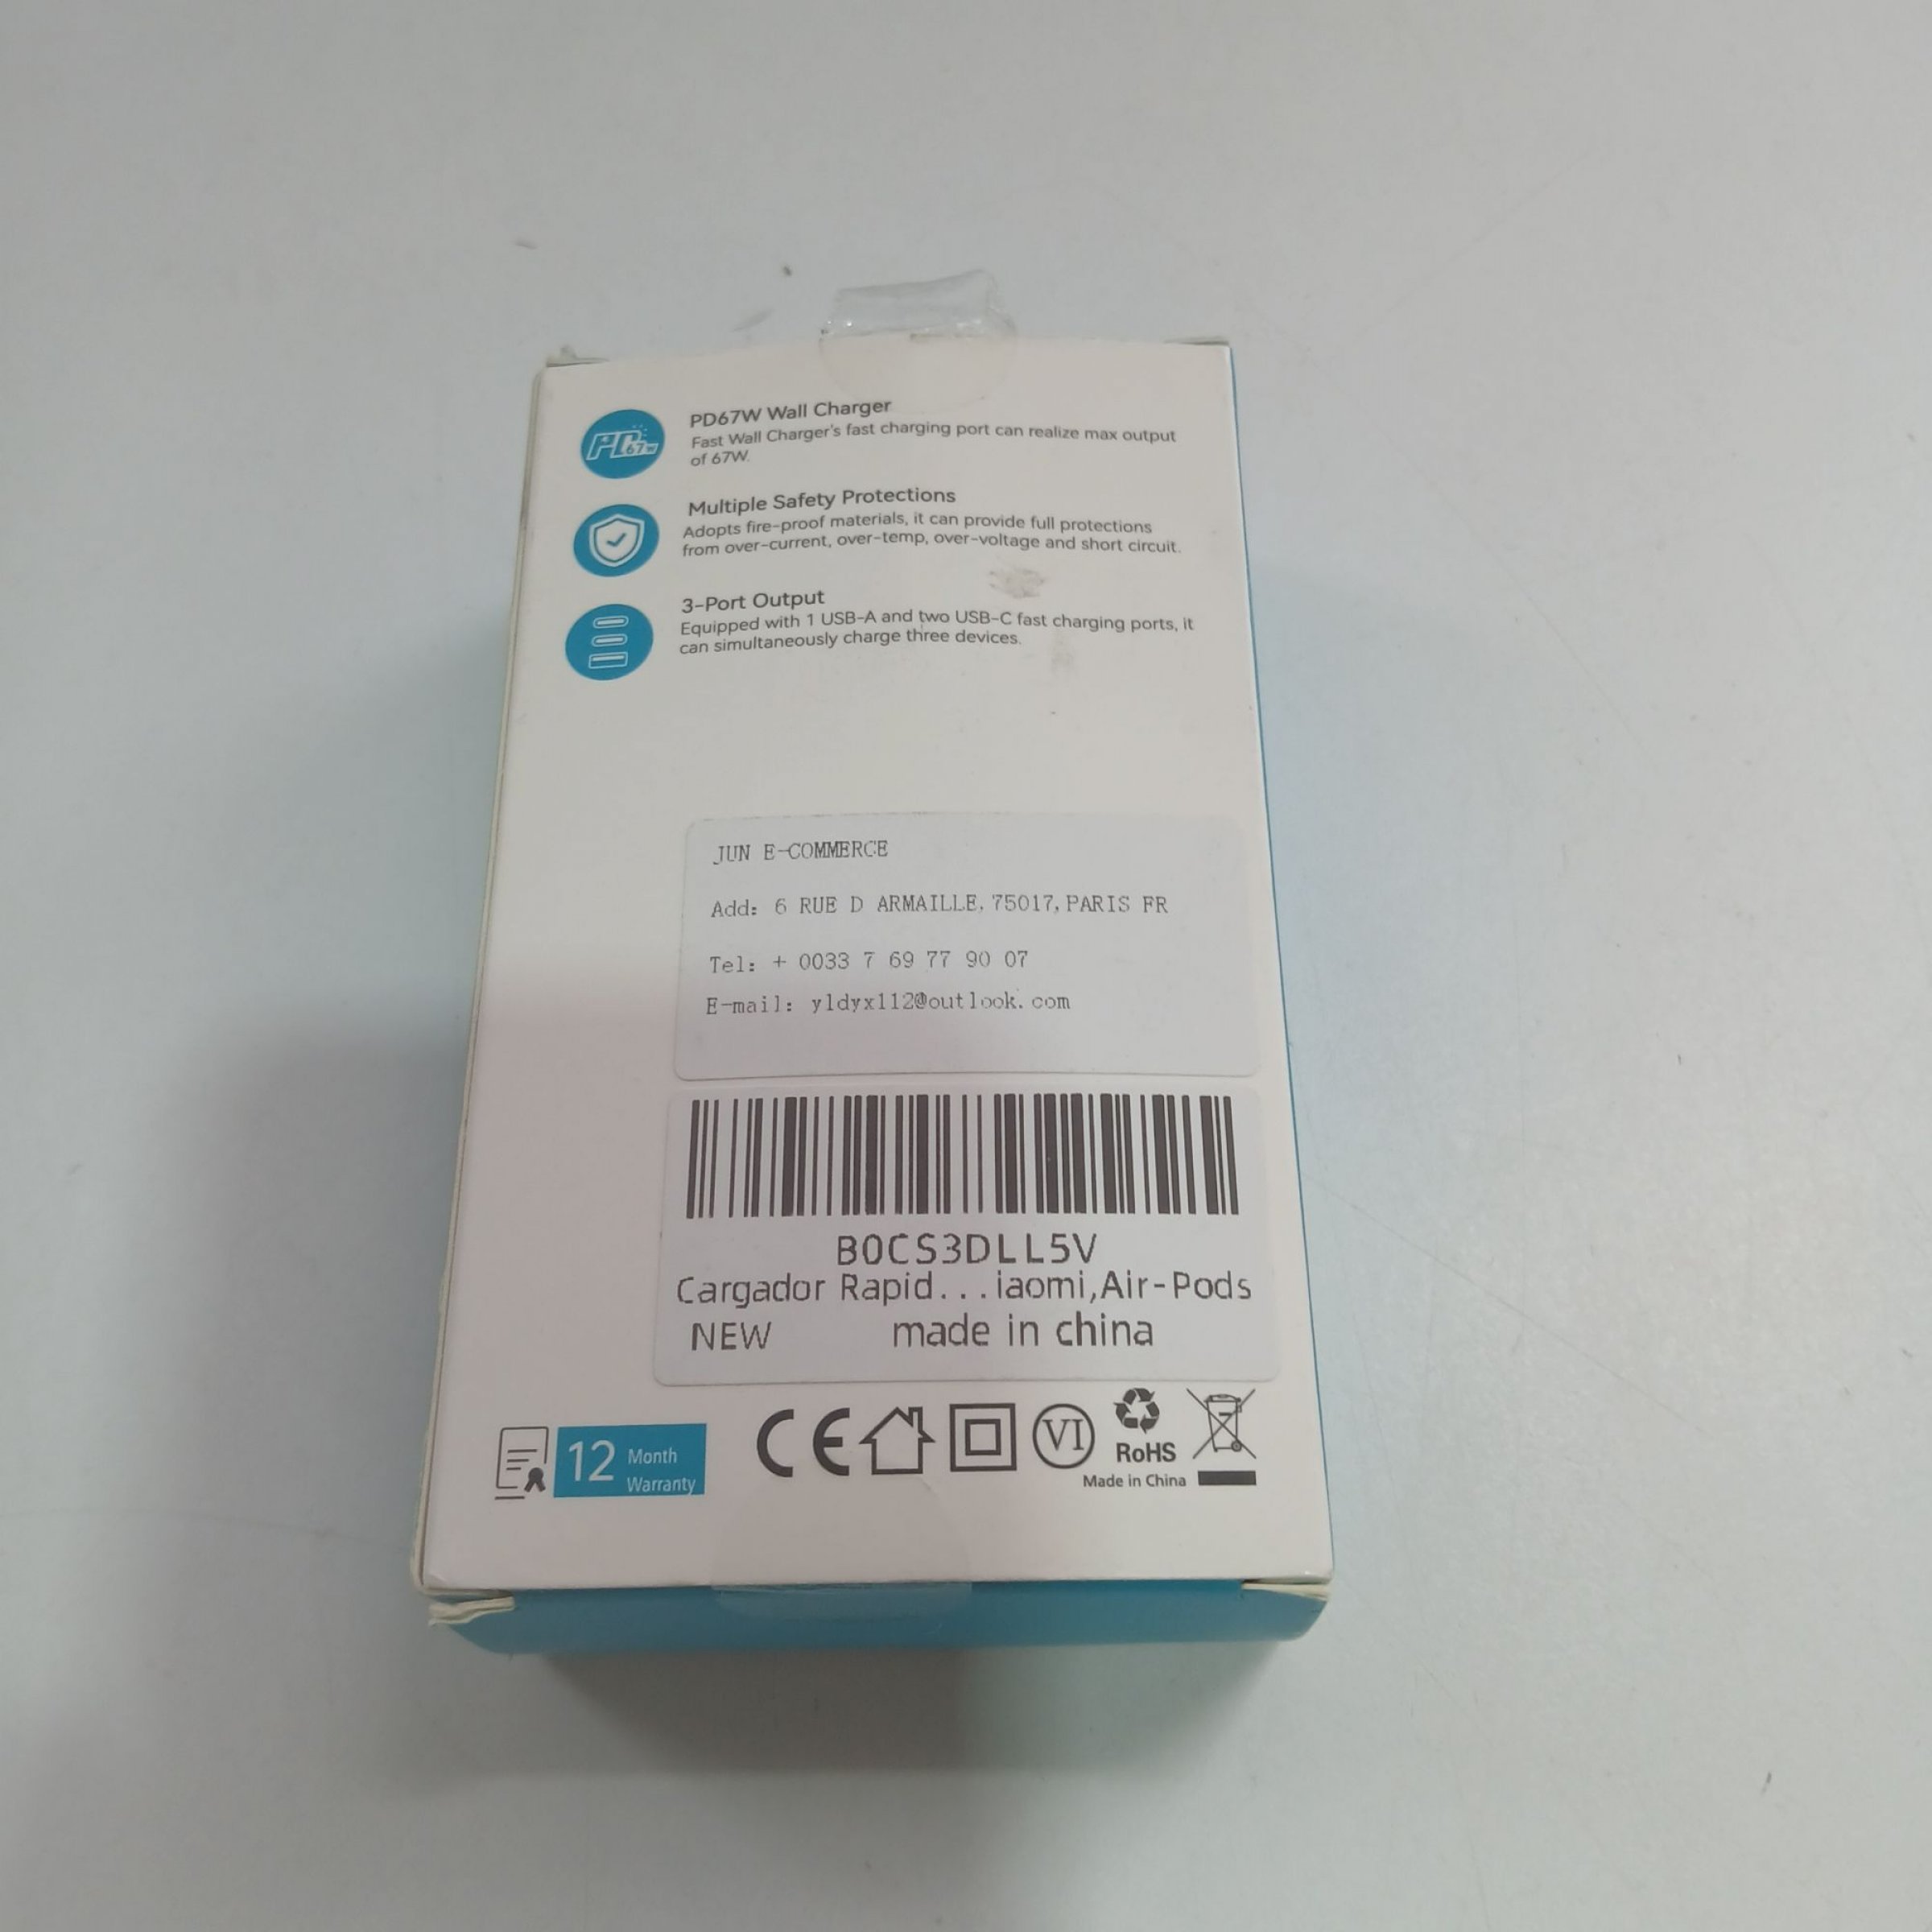 PD67W Wall Charger
Fast Wall Charger's fast charging port can realize max output
of 67W.
PD67W
Multiple Safety Protections
Adopts fire-proof materials, it can provide full protections
from over-current, over-temp, over-voltage and short circuit.
3-Port Output
Equipped with 1 USB-A and two USB-C fast charging ports, it
can simultaneously charge three devices.
JUN E-COMMERCE
Add: 6 RUE D ARMAILLE, 75017, PARIS FR
Tel: + 0033 7 69 77 90 07
E-mail: yldyx112@outlook.com
B0CS3DLL5V
Cargador Rapid...iaomi,Air-Pods
NEW made in china
12 Month
Warranty
CE
VI
RoHS
Made in China